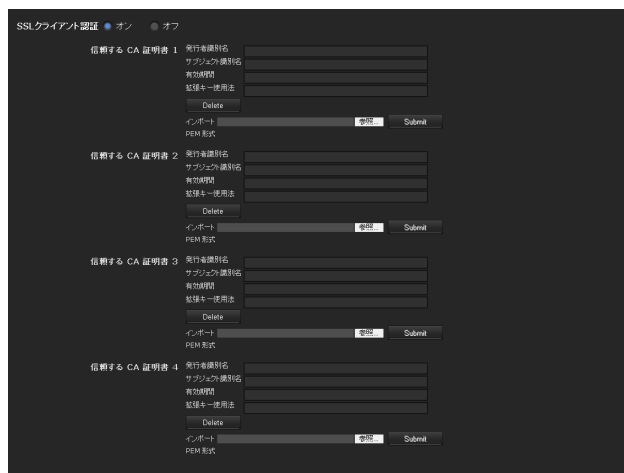 SSLクライアント認証 オン オフ
信頼する CA 証明書 1 発行者識別名
サブジェクト識別名
有効期間
拡張キー使用法
Delete
インポート 参照... Submit
PEM 形式
信頼する CA 証明書 2 発行者識別名
サブジェクト識別名
有効期間
拡張キー使用法
Delete
インポート 参照... Submit
PEM 形式
信頼する CA 証明書 3 発行者識別名
サブジェクト識別名
有効期間
拡張キー使用法
Delete
インポート 参照... Submit
PEM 形式
信頼する CA 証明書 4 発行者識別名
サブジェクト識別名
有効期間
拡張キー使用法
Delete
インポート 参照... Submit
PEM 形式